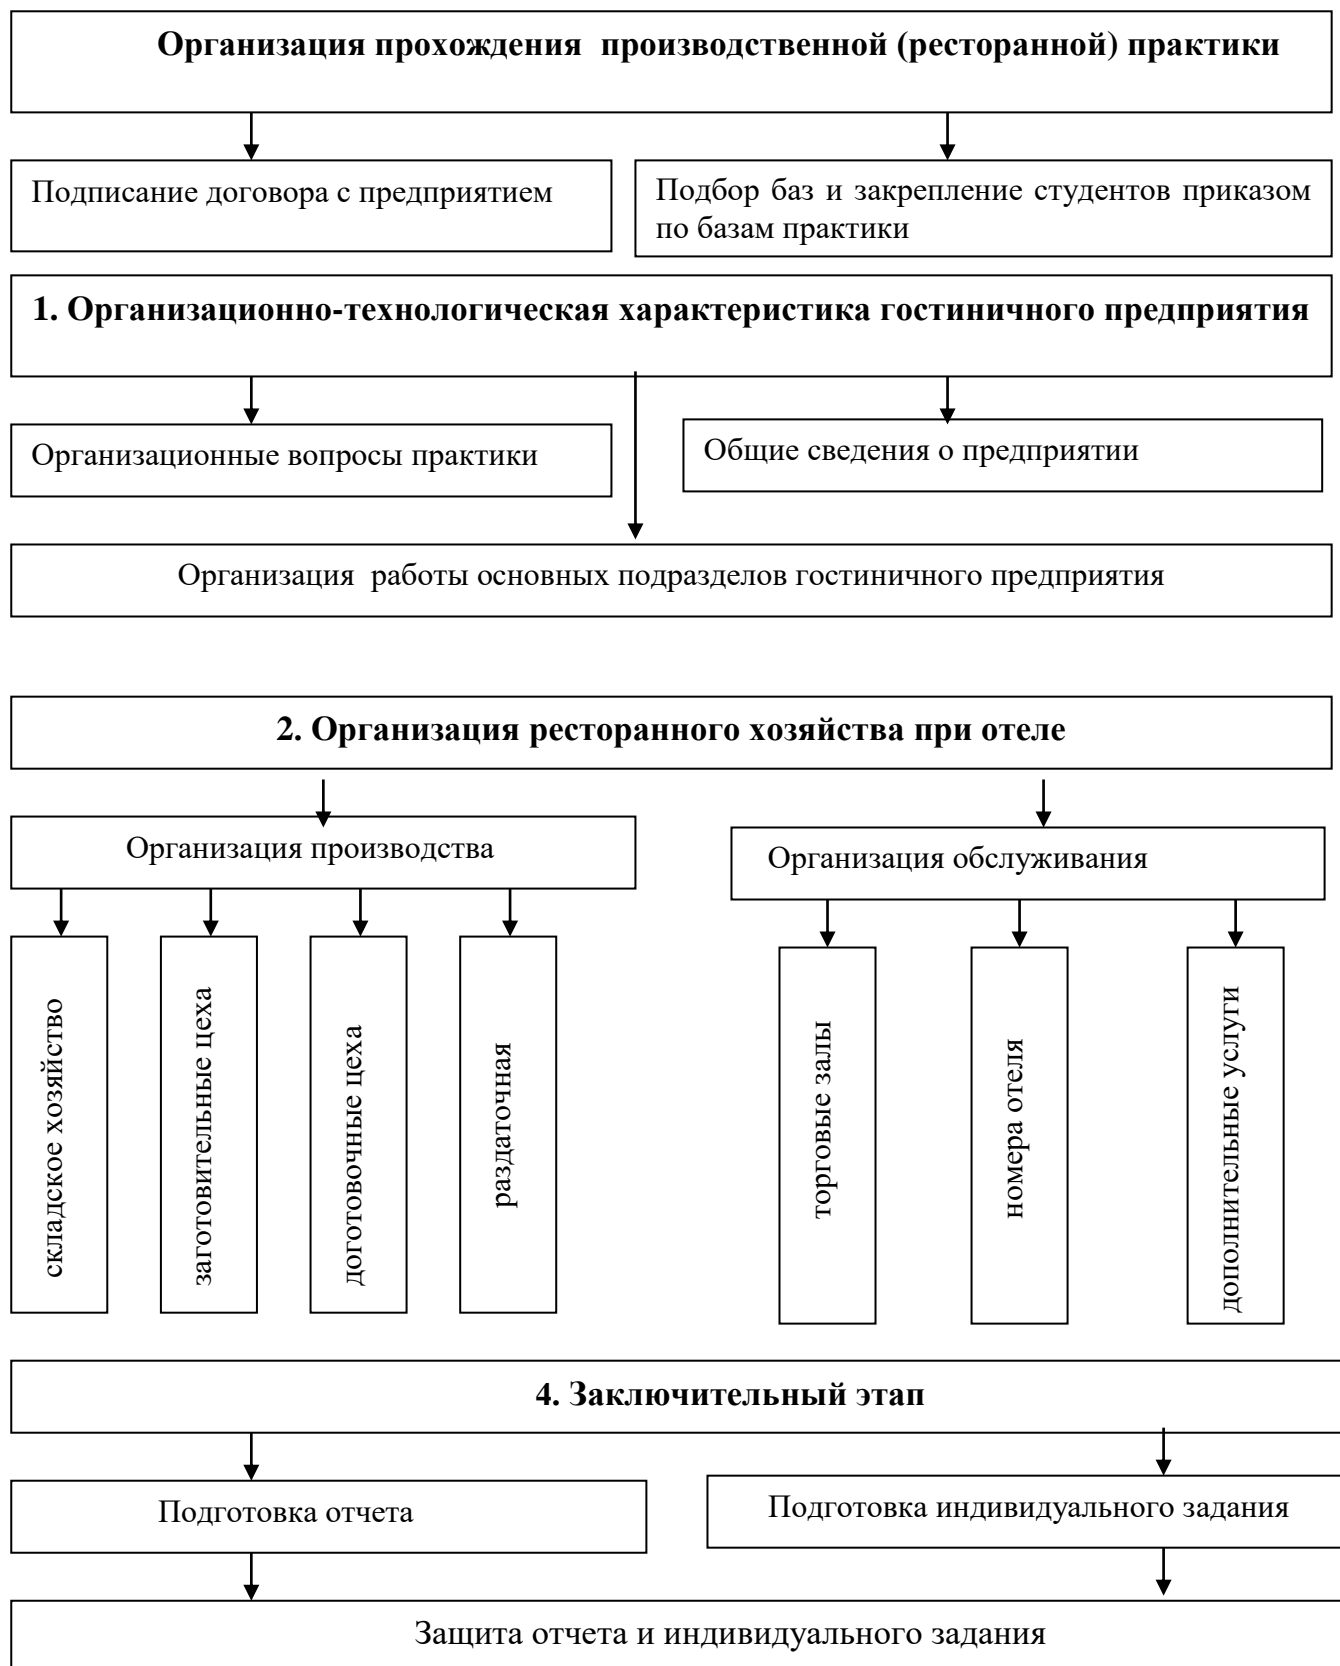 Организация прохождения производственной (ресторанной) практики
Подписание договора с предприятием
Подбор баз и закрепление студентов приказом
по базам практики
1. Организационно-технологическая характеристика гостиничного предприятия
Организационные вопросы практики
Общие сведения о предприятии
Организация работы основных подразделов гостиничного предприятия
2. Организация ресторанного хозяйства при отеле
Организация производства
Организация обслуживания
складское хозяйство
заготовительные цеха
доготовочные цеха
раздаточная
торговые залы
номера отеля
дополнительные услуги
4. Заключительный этап
Подготовка отчета
Подготовка индивидуального задания
Защита отчета и индивидуального задания